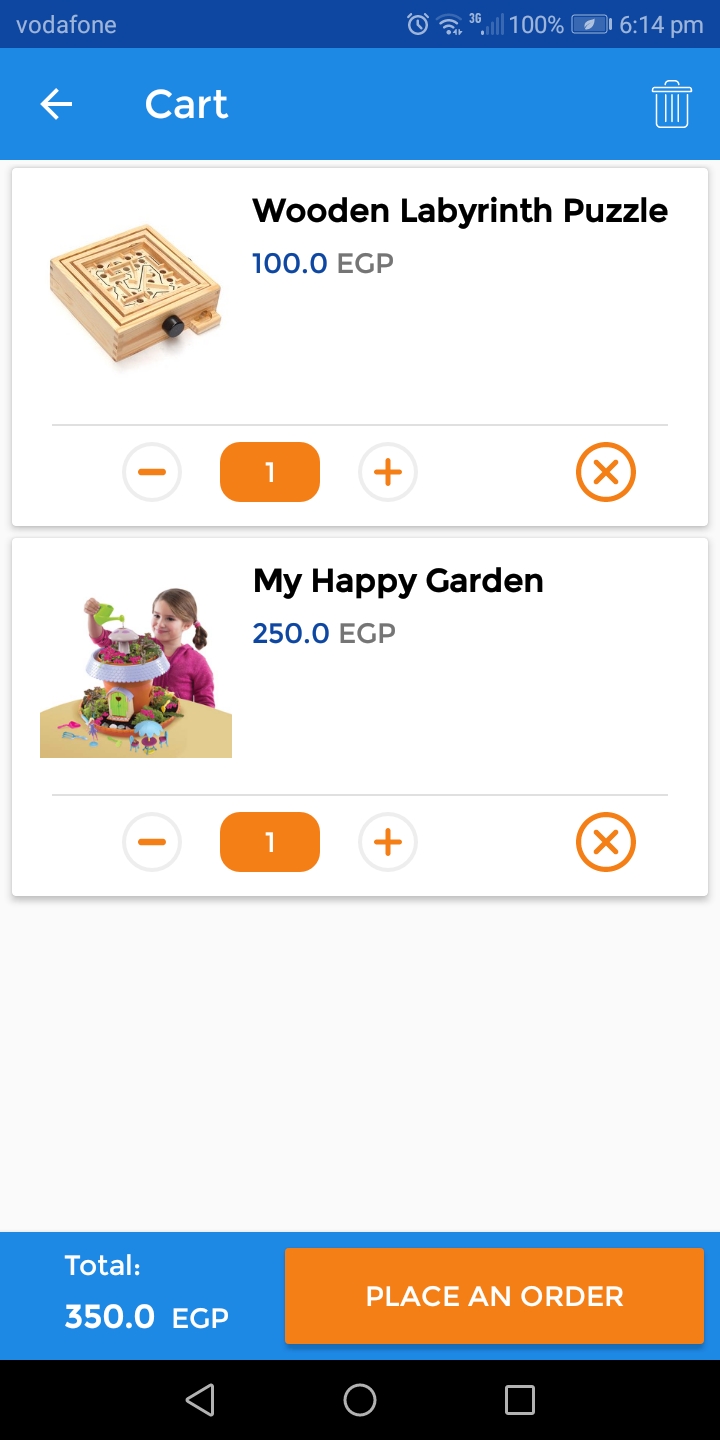 vodafone 3G 100% 6:14 pm
Cart
Wooden Labyrinth Puzzle
100.0 EGP
1
My Happy Garden
250.0 EGP
1
Total:
350.0 EGP
PLACE AN ORDER